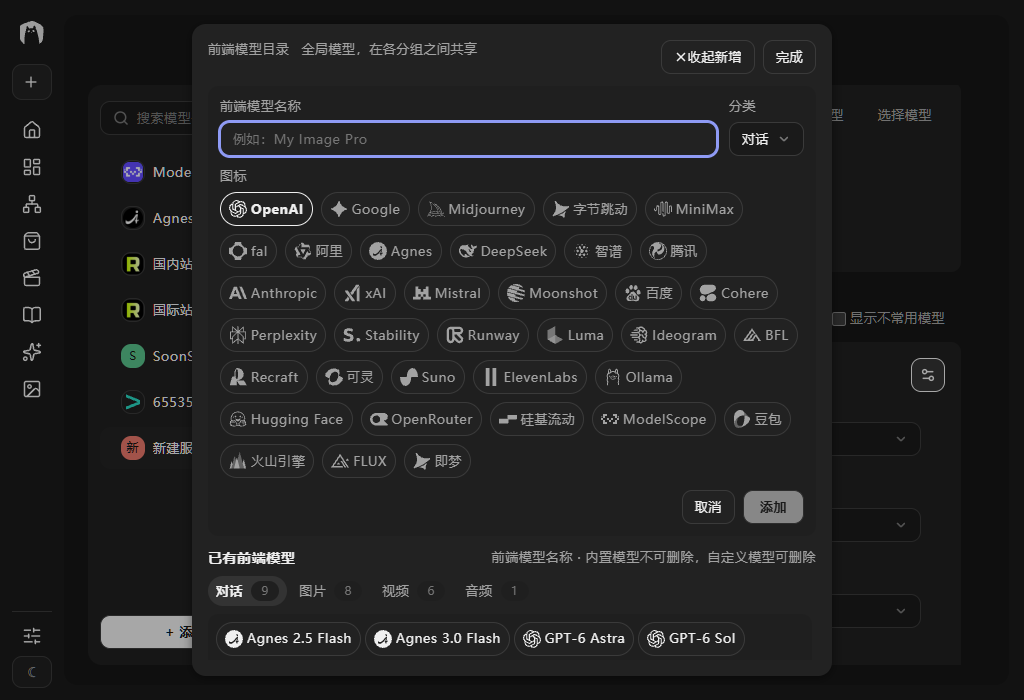 前端模型目录 全局模型，在各分组之间共享
✕收起新增
完成
前端模型名称
分类
例如：My Image Pro
对话
图标
OpenAI
Google
Midjourney
字节跳动
MiniMax
fal
阿里
Agnes
DeepSeek
智谱
腾讯
Anthropic
xAI
Mistral
Moonshot
百度
Cohere
Perplexity
Stability
Runway
Luma
Ideogram
BFL
Recraft
可灵
Suno
ElevenLabs
Ollama
Hugging Face
OpenRouter
硅基流动
ModelScope
豆包
火山引擎
FLUX
即梦
取消
添加
已有前端模型
前端模型名称 · 内置模型不可删除，自定义模型可删除
对话 9
图片 8
视频 6
音频 1
Agnes 2.5 Flash
Agnes 3.0 Flash
GPT-6 Astra
GPT-6 Sol
搜索模型
Mode
Agnes
国内站
国际站
S
SoonS
65535
新
新建服
+ 添
型
选择模型
显示不常用模型